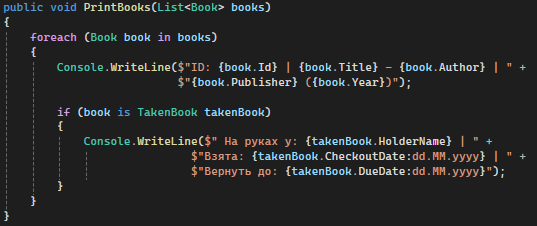 public void PrintBooks(List<Book> books)
{
foreach (Book book in books)
{
Console.WriteLine($"ID: {book.Id} | {book.Title} - {book.Author} | " +
$"{book.Publisher} ({book.Year})");
if (book is TakenBook takenBook)
{
Console.WriteLine($" На руках у: {takenBook.HolderName} | " +
$"Взята: {takenBook.CheckoutDate:dd.MM.yyyy} | " +
$"Вернуть до: {takenBook.DueDate:dd.MM.yyyy}");
}
}
}